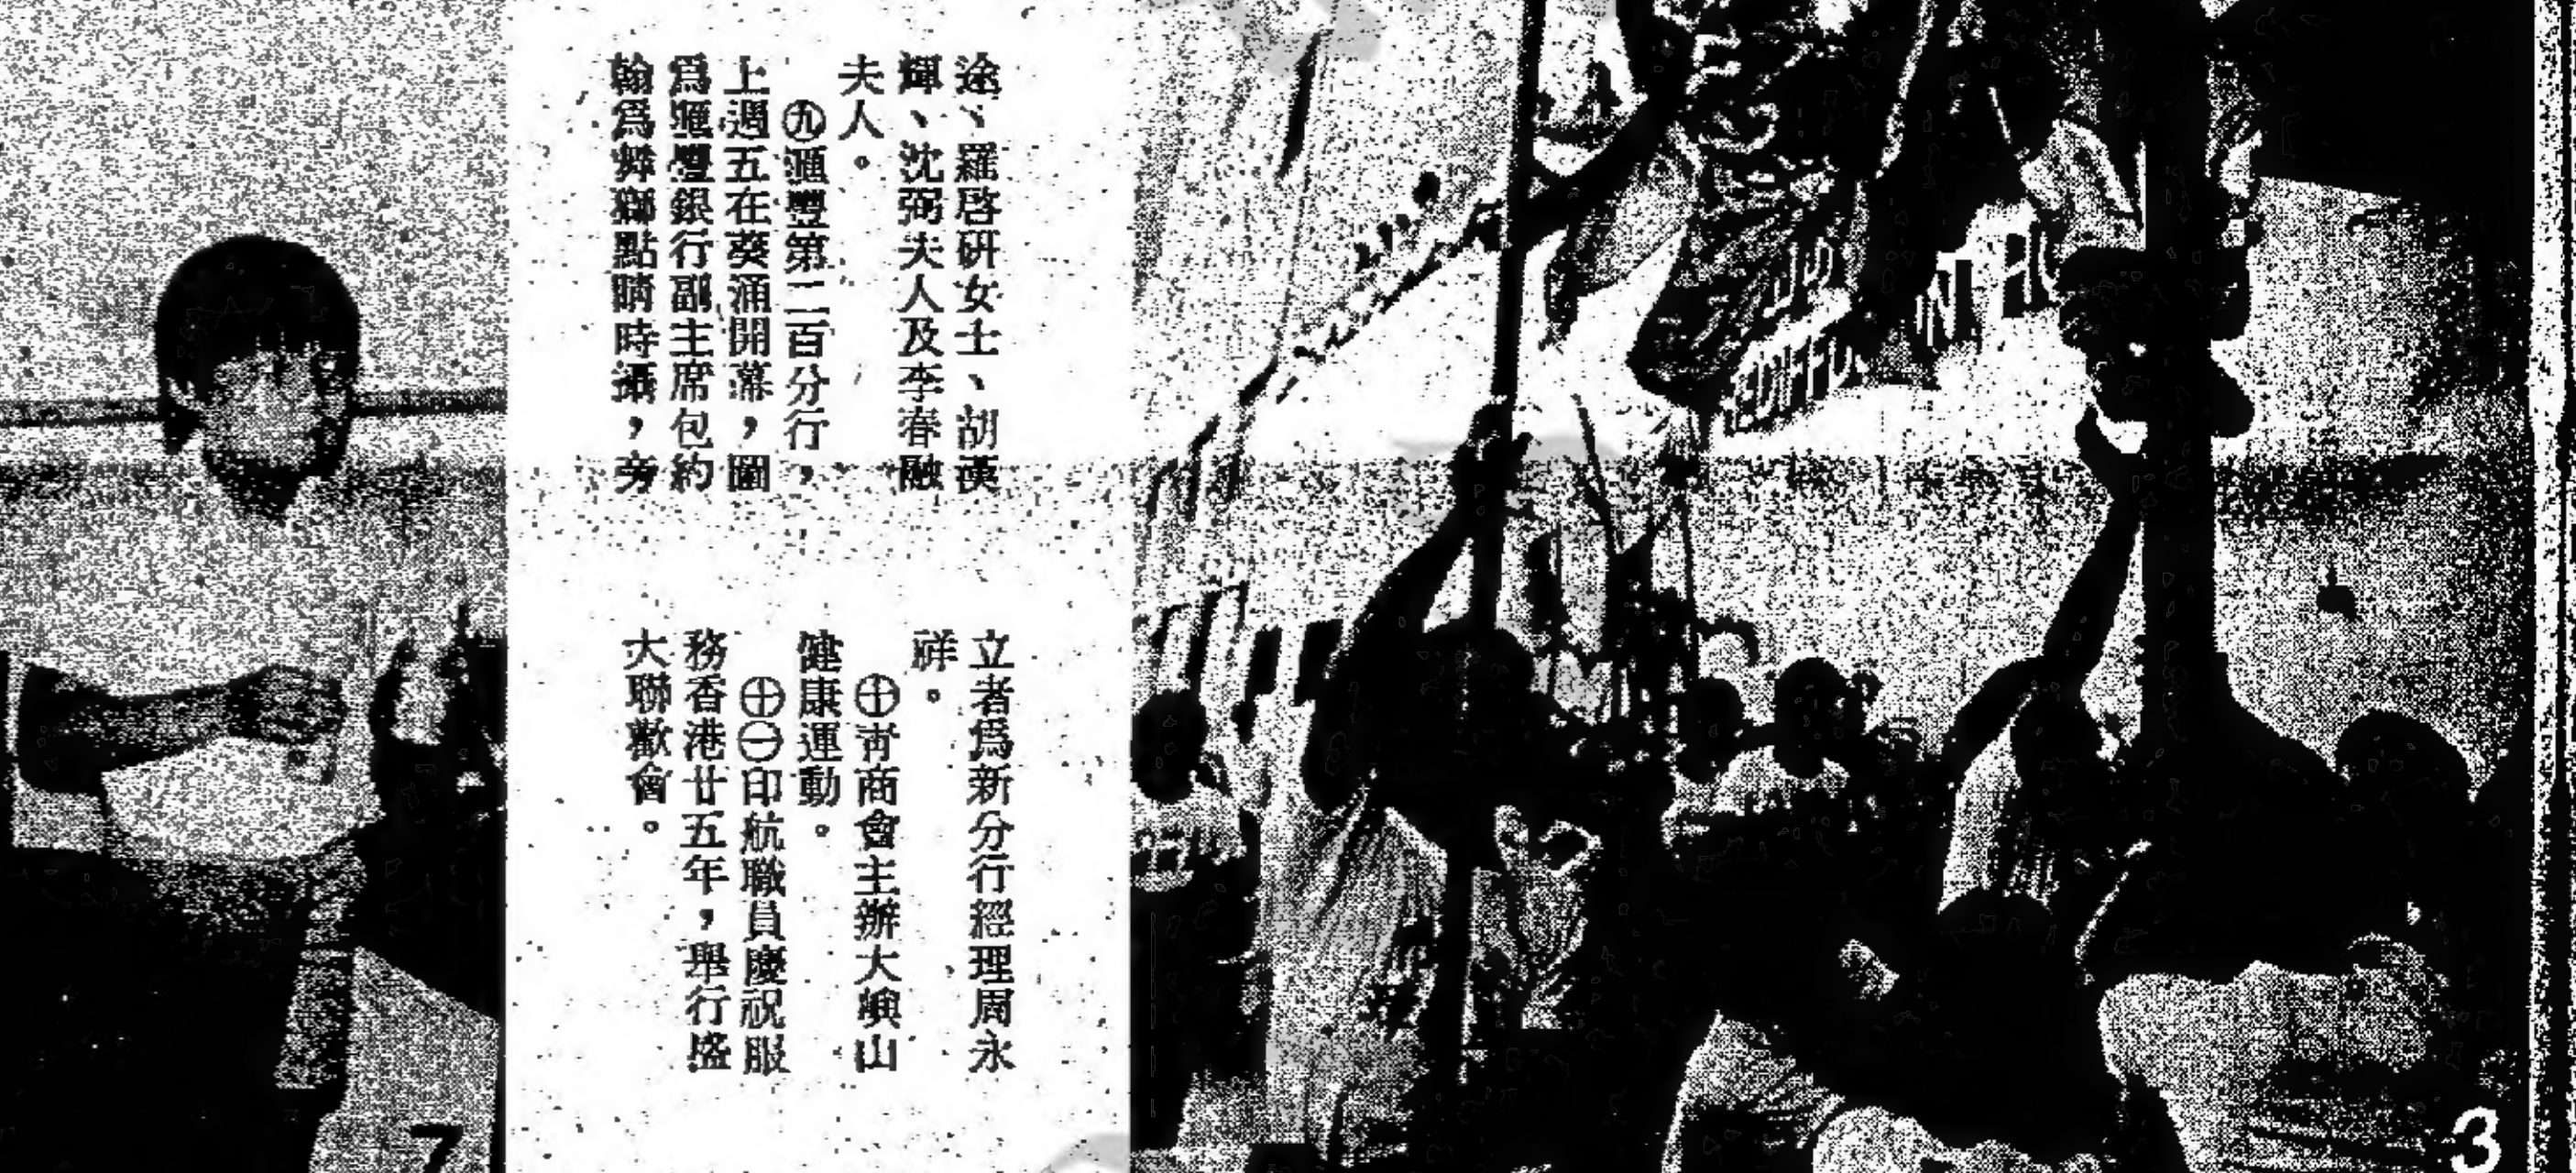 途、羅啓硏女士、胡漢
輝、沈弼夫人及李春融
夫人。
㊈滙豐第二百分行，
上週五在葵涌開幕，圖
爲滙豐銀行副主席包約
翰爲舞獅點睛時攝，旁
立者爲新分行經理周永
祥。
㊉靑商會主辦大嶼山
健康運動。
㊉㊀印航職員慶祝服
務香港廿五年，舉行盛
大聯歡會。
7
3